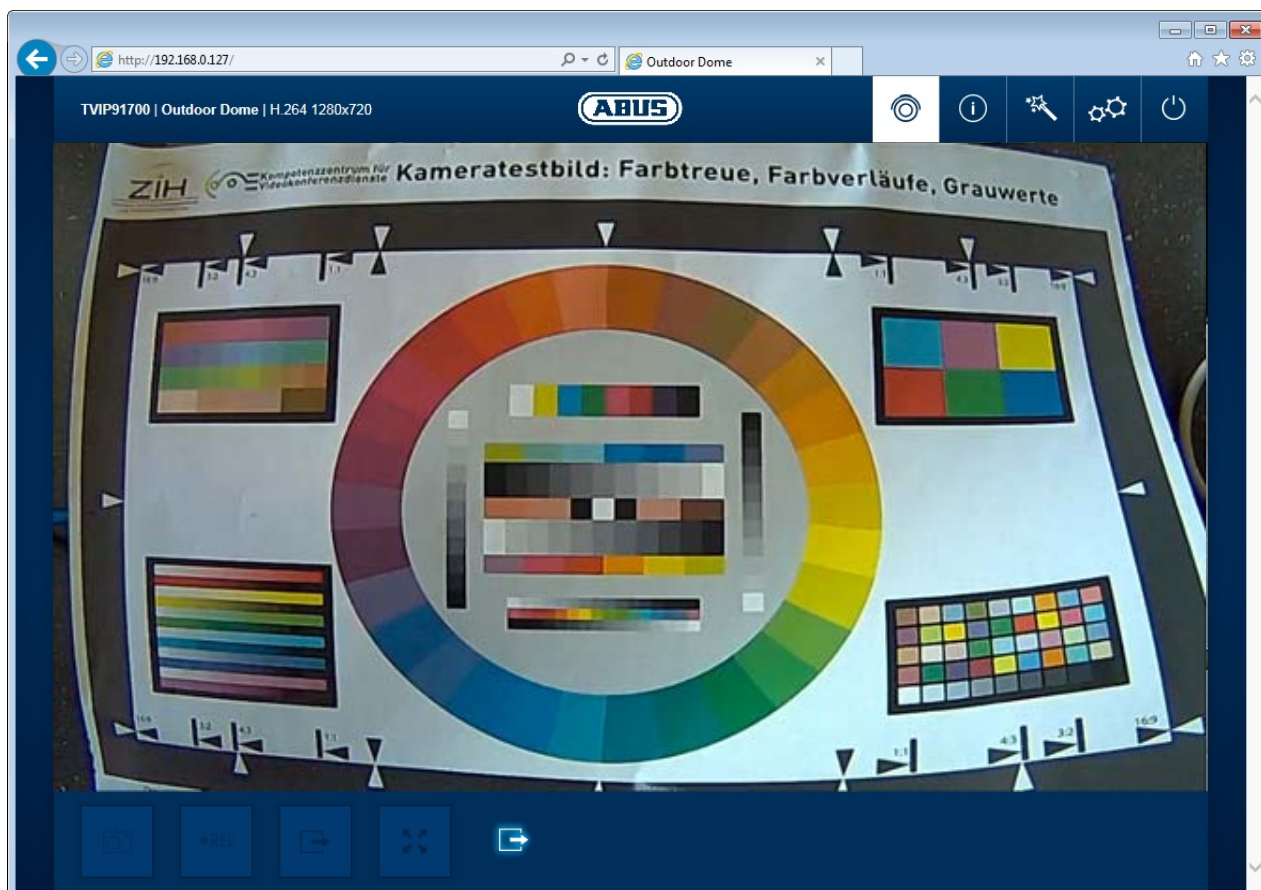 http://192.168.0.127/
Outdoor Dome
TVIP91700 | Outdoor Dome | H.264 1280x720
ABUS
ZIH Kompetenzzentrum für Videokonferenzdienste Kameratestbild: Farbtreue, Farbverläufe, Grauwerte
16:9 3:2 4:3 1:1 1:1 4:3 3:2 16:9
16:9 3:2 4:3 1:1 1:1 4:3 3:2 16:9
REC